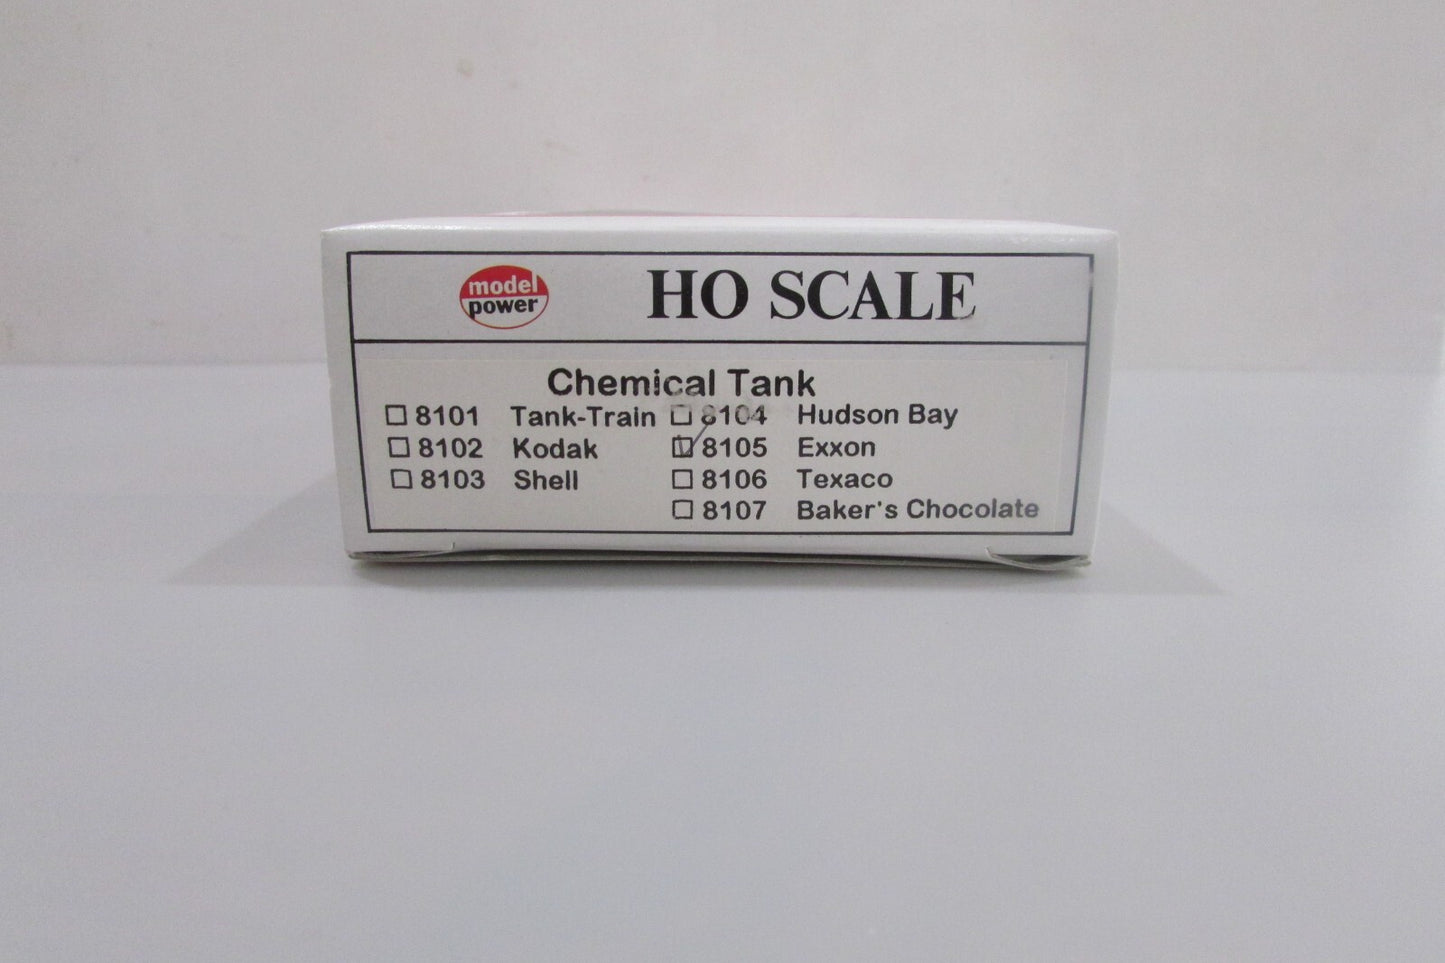 model
power
HO SCALE
Chemical Tank
8101 Tank-Train
8102 Kodak
8103 Shell
8104 Hudson Bay
8105 Exxon
8106 Texaco
8107 Baker's Chocolate